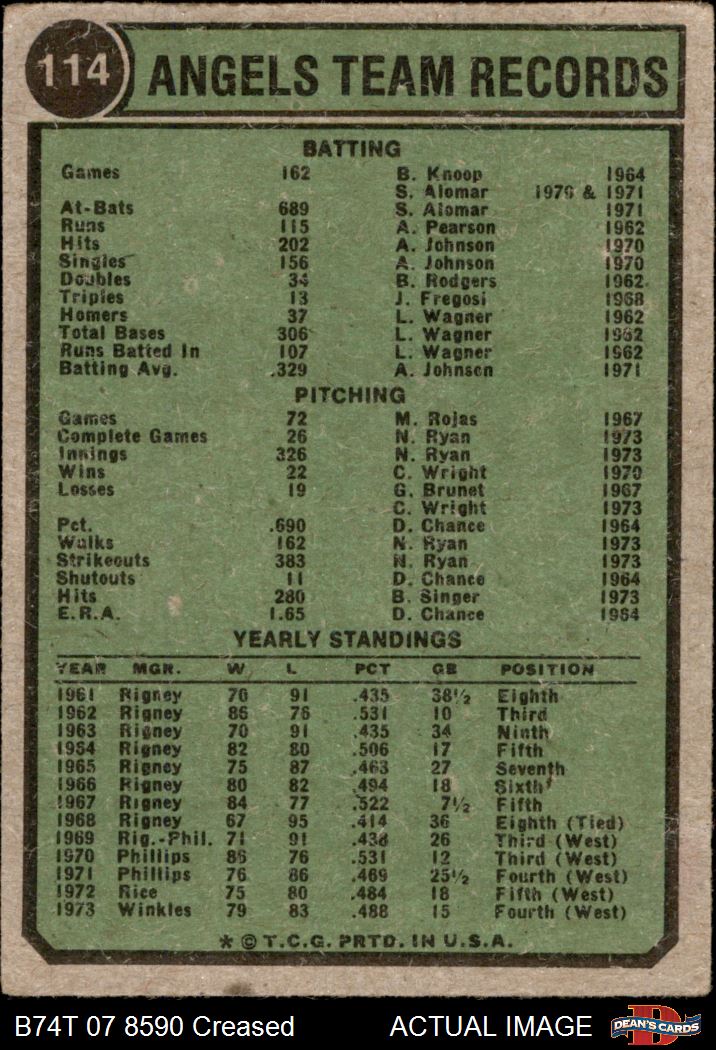 114 ANGELS TEAM RECORDS
BATTING
Games 162 B. Knoop 1964
S. Alomar 1970 & 1971
At-Bats 689 S. Alomar 1971
Runs 115 A. Pearson 1962
Hits 202 A. Johnson 1970
Singles 156 A. Johnson 1970
Doubles 34 B. Rodgers 1962
Triples 13 J. Fregosi 1968
Homers 37 L. Wagner 1962
Total Bases 306 L. Wagner 1962
Runs Batted In 107 L. Wagner 1962
Batting Avg. .329 A. Johnson 1971
PITCHING
Games 72 M. Rojas 1967
Complete Games 26 N. Ryan 1973
Innings 326 N. Ryan 1973
Wins 22 C. Wright 1970
Losses 19 G. Brunet 1967
C. Wright 1973
Pct. .690 D. Chance 1964
Walks 162 N. Ryan 1973
Strikeouts 383 N. Ryan 1973
Shutouts 11 D. Chance 1964
Hits 280 B. Singer 1973
E.R.A. 1.65 D. Chance 1964
YEARLY STANDINGS
YEAR MGR. W L PCT GB POSITION
1961 Rigney 70 91 .435 38½ Eighth
1962 Rigney 86 76 .531 10 Third
1963 Rigney 70 91 .435 34 Ninth
1964 Rigney 82 80 .506 17 Fifth
1965 Rigney 75 87 .463 27 Seventh
1966 Rigney 80 82 .494 18 Sixth
1967 Rigney 84 77 .522 7½ Fifth
1968 Rigney 67 95 .414 36 Eighth (Tied)
1969 Rig.-Phil. 71 91 .438 26 Third (West)
1970 Phillips 86 76 .531 12 Third (West)
1971 Phillips 76 86 .469 25½ Fourth (West)
1972 Rice 75 80 .484 18 Fifth (West)
1973 Winkles 79 83 .488 15 Fourth (West)
* © T.C.G. PRTD. IN U.S.A.
B74T 07 8590 Creased ACTUAL IMAGE D DEAN'S CARDS